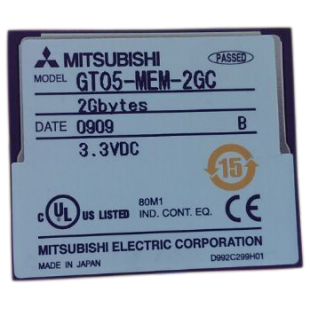 MITSUBISHI PASSED
MODEL GT05-MEM-2GC
2Gbytes
DATE 0909 B
3.3VDC
15
c UL US LISTED 80M1 IND. CONT. EQ. CE
MITSUBISHI ELECTRIC CORPORATION
MADE IN JAPAN D992C299H01